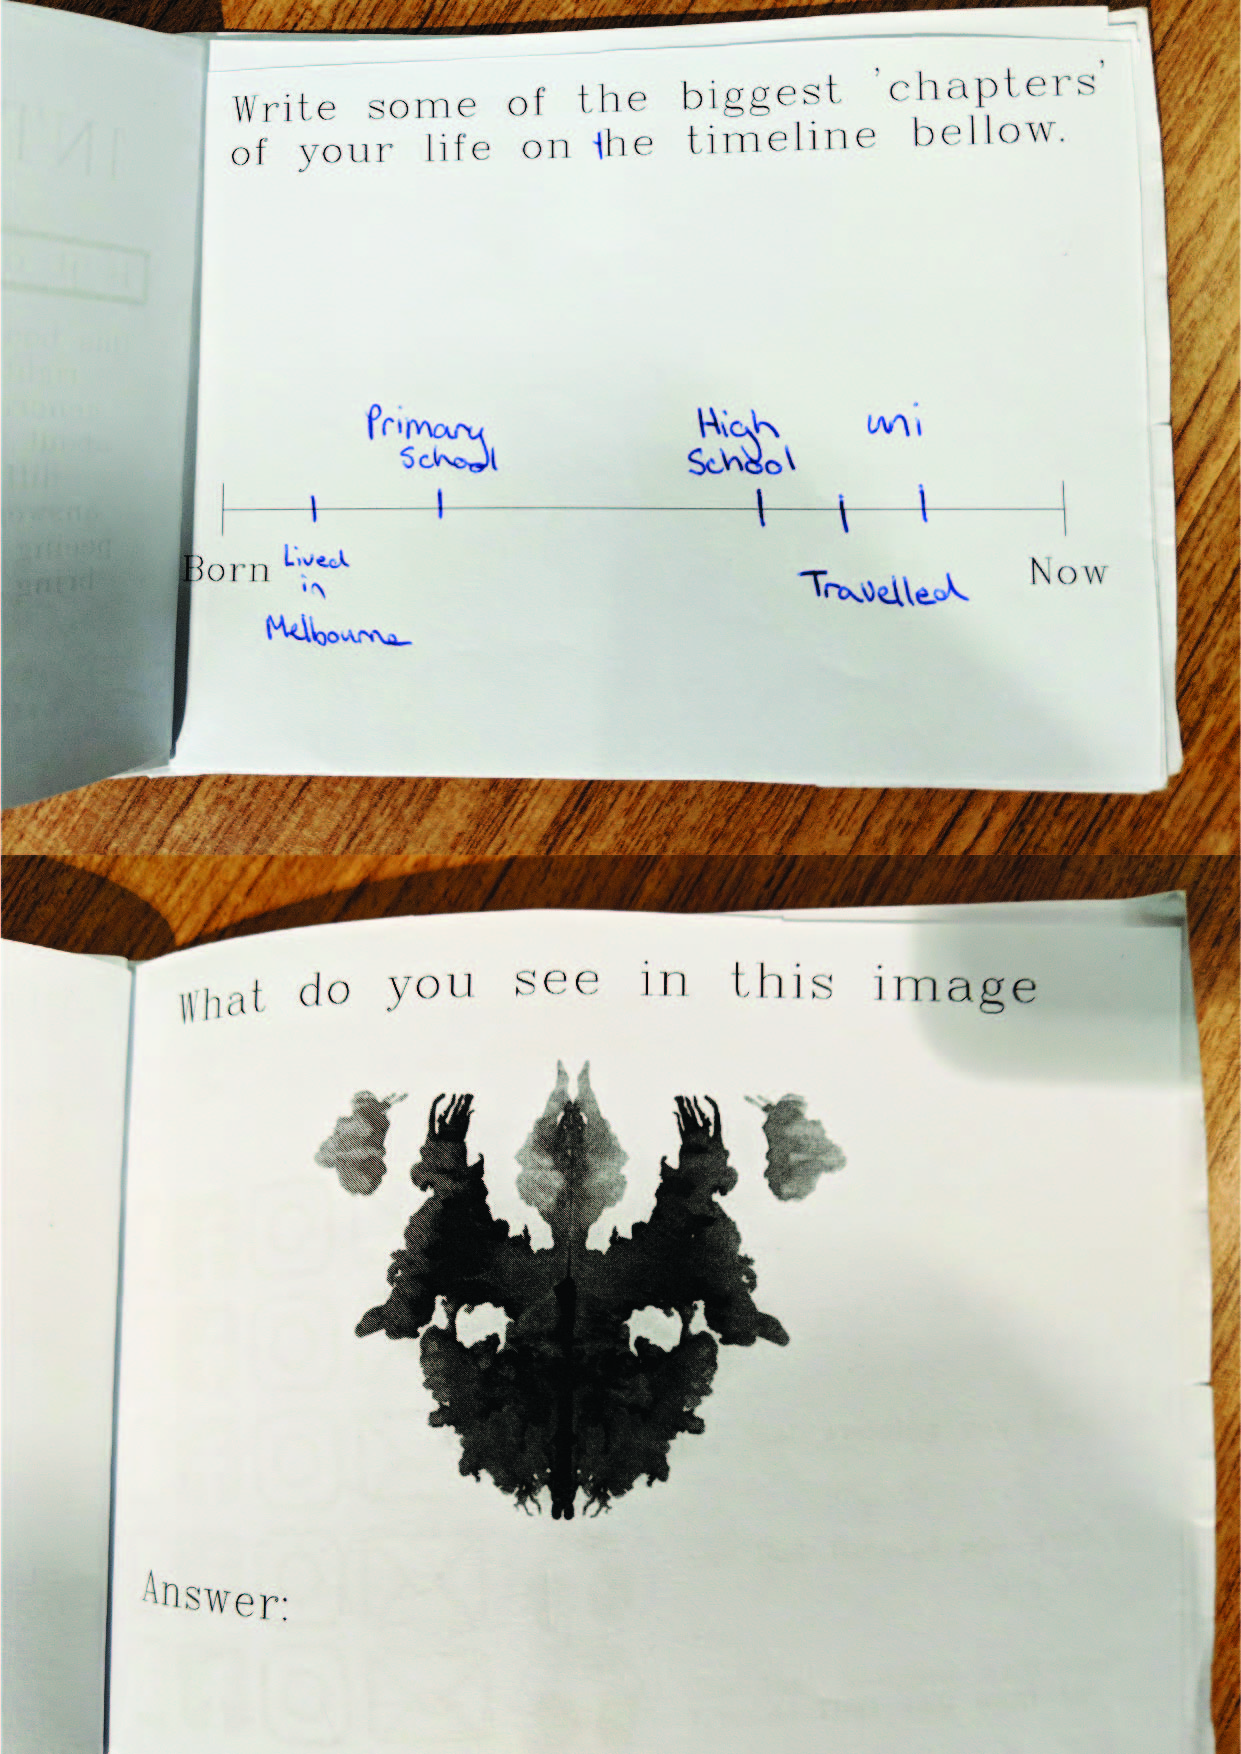 Write some of the biggest 'chapters'
of your life on the timeline bellow.
Primary
School
High
School
uni
Born
Lived
in
Melbourne
Travelled
Now
What do you see in this image
Answer: